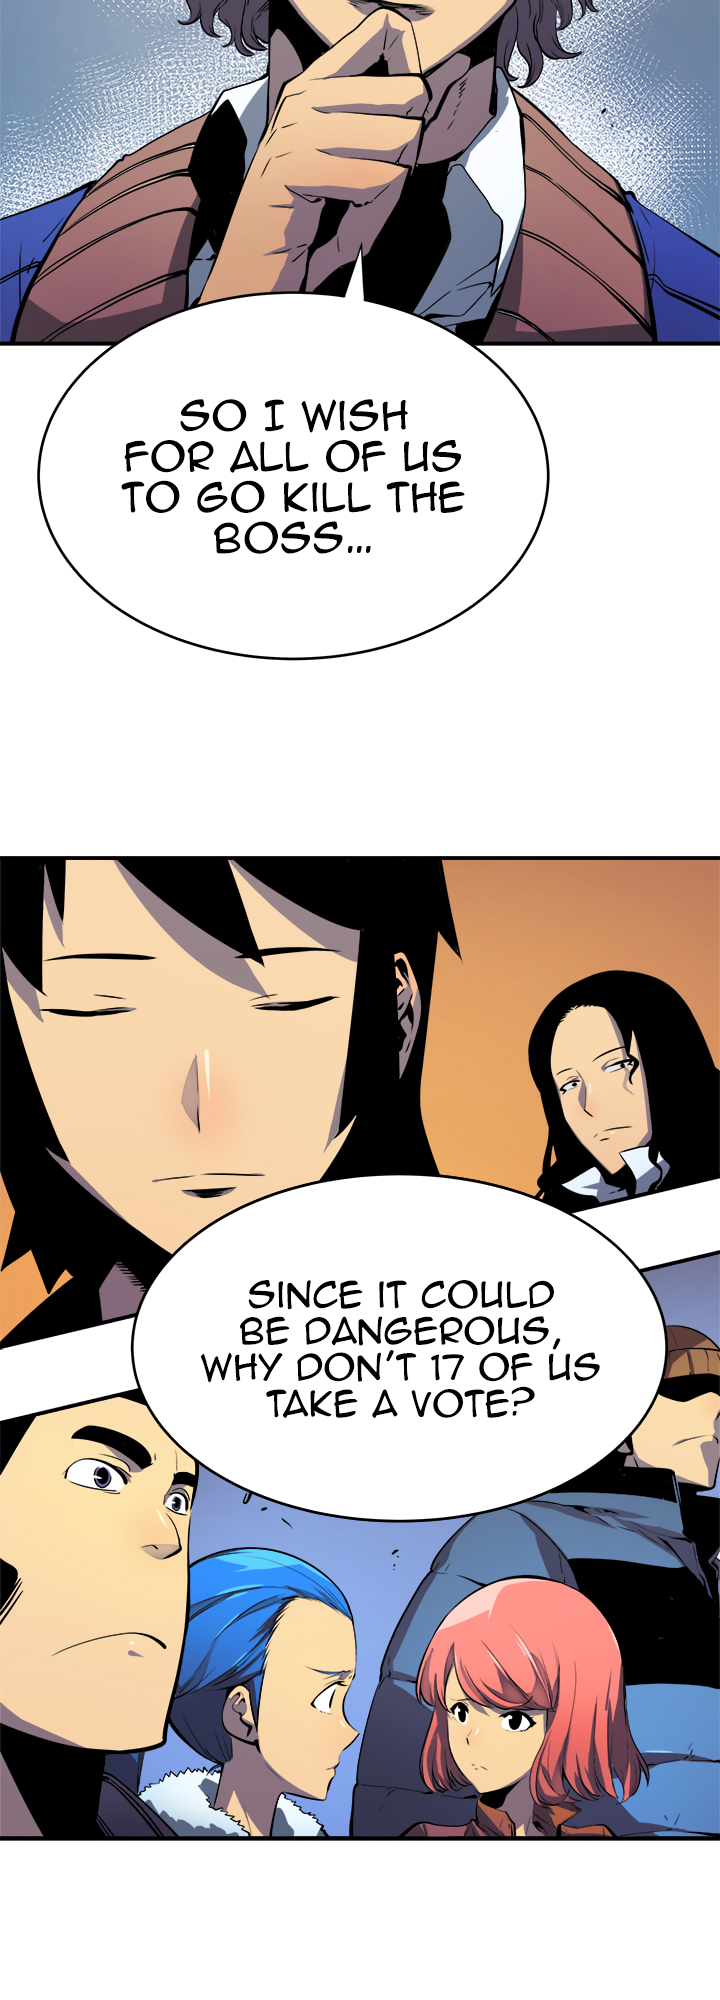 SO I WISH
FOR ALL OF US
TO GO KILL THE
BOSS...
SINCE IT COULD
BE DANGEROUS,
WHY DON'T 17 OF US
TAKE A VOTE?